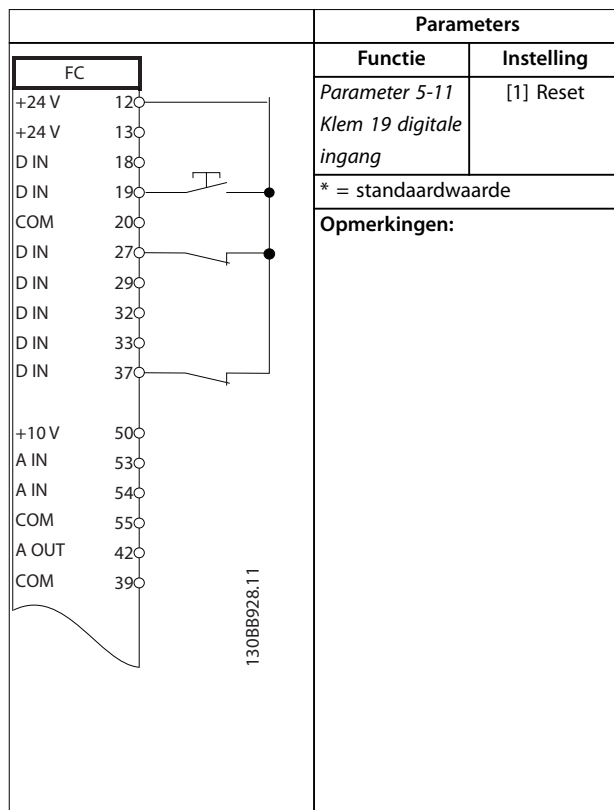 Parameters
Functie Instelling
Parameter 5-11 [1] Reset
Klem 19 digitale
ingang
* = standaardwaarde
Opmerkingen:
FC
+24 V 12
+24 V 13
D IN 18
D IN 19
COM 20
D IN 27
D IN 29
D IN 32
D IN 33
D IN 37
+10 V 50
A IN 53
A IN 54
COM 55
A OUT 42
COM 39
130BB928.11